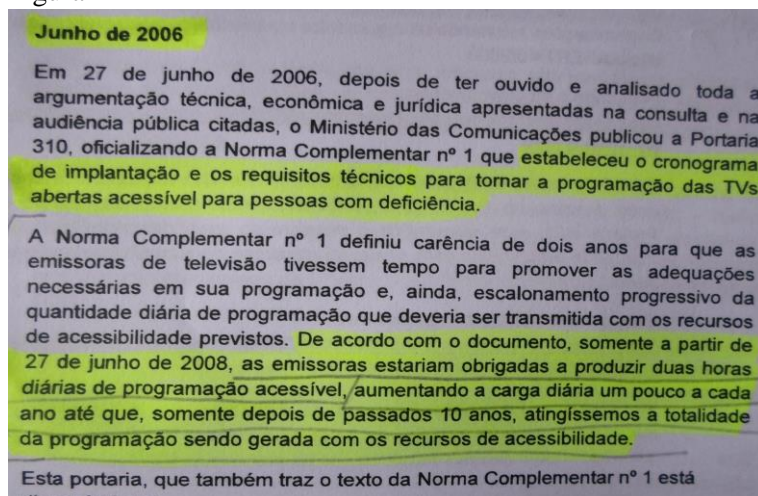 Junho de 2006
Em 27 de junho de 2006, depois de ter ouvido e analisado toda a
argumentação técnica, econômica e jurídica apresentadas na consulta e na
audiência pública citadas, o Ministério das Comunicações publicou a Portaria
310, oficializando a Norma Complementar nº 1 que estabeleceu o cronograma
de implantação e os requisitos técnicos para tornar a programação das TVs
abertas acessível para pessoas com deficiência.
A Norma Complementar nº 1 definiu carência de dois anos para que as
emissoras de televisão tivessem tempo para promover as adequações
necessárias em sua programação e, ainda, escalonamento progressivo da
quantidade diária de programação que deveria ser transmitida com os recursos
de acessibilidade previstos. De acordo com o documento, somente a partir de
27 de junho de 2008, as emissoras estariam obrigadas a produzir duas horas
diárias de programação acessível, aumentando a carga diária um pouco a cada
ano até que, somente depois de passados 10 anos, atingíssemos a totalidade
da programação sendo gerada com os recursos de acessibilidade.
Esta portaria, que também traz o texto da Norma Complementar nº 1 está